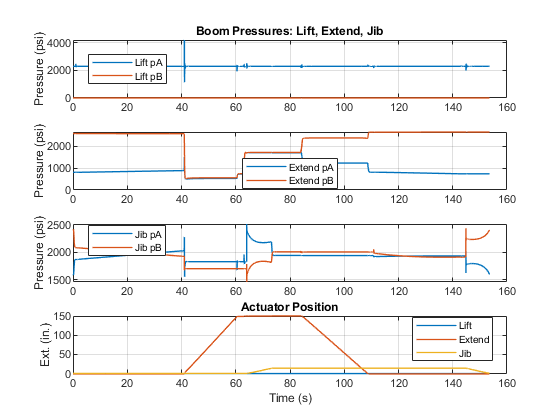 Boom Pressures: Lift, Extend, Jib
Pressure (psi)
4000
2000
0
Lift pA
Lift pB
0 20 40 60 80 100 120 140 160
Pressure (psi)
2000
1000
0
Extend pA
Extend pB
0 20 40 60 80 100 120 140 160
Pressure (psi)
2500
2000
1500
Jib pA
Jib pB
0 20 40 60 80 100 120 140 160
Actuator Position
Ext. (in.)
150
100
50
0
Lift
Extend
Jib
0 20 40 60 80 100 120 140 160
Time (s)